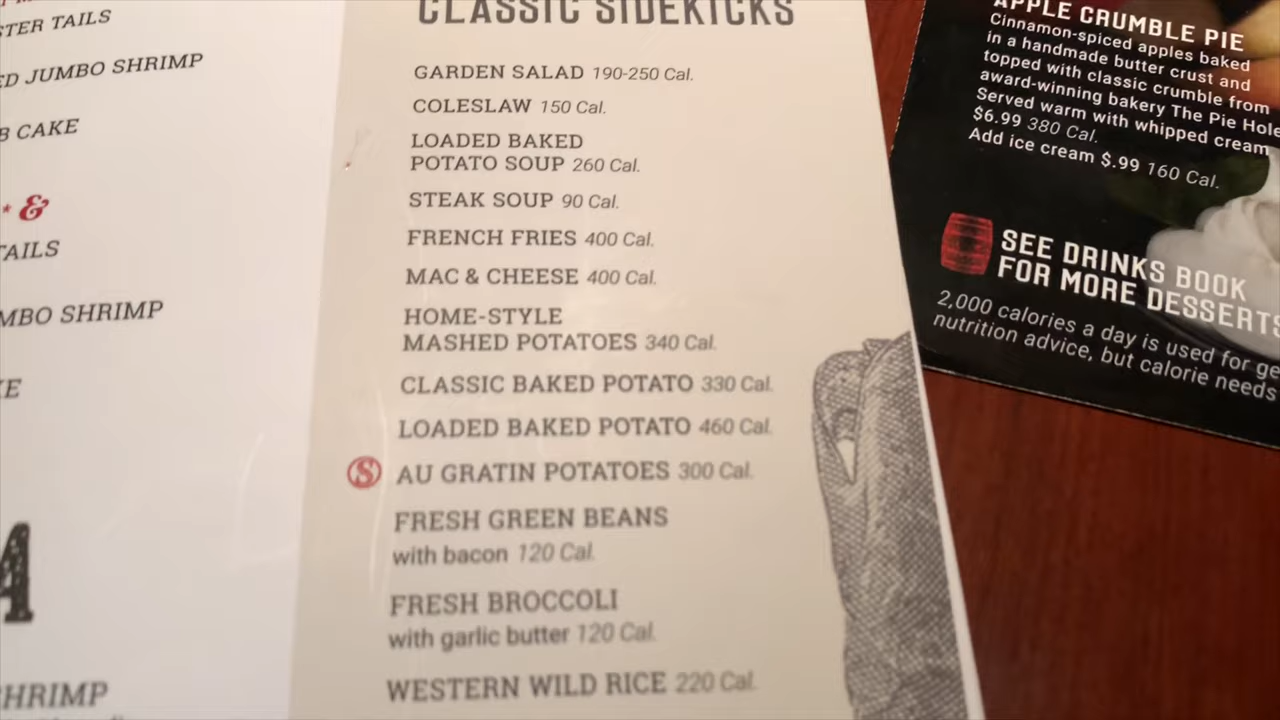 STER TAILS
ED JUMBO SHRIMP
B CAKE
* &
TAILS
MBO SHRIMP
KE
A
SHRIMP
CLASSIC SIDEKICKS
GARDEN SALAD 190-250 Cal.
COLESLAW 150 Cal.
LOADED BAKED
POTATO SOUP 260 Cal.
STEAK SOUP 90 Cal.
FRENCH FRIES 400 Cal.
MAC & CHEESE 400 Cal.
HOME-STYLE
MASHED POTATOES 340 Cal.
CLASSIC BAKED POTATO 330 Cal.
LOADED BAKED POTATO 460 Cal.
S AU GRATIN POTATOES 300 Cal.
FRESH GREEN BEANS
with bacon 120 Cal.
FRESH BROCCOLI
with garlic butter 120 Cal.
WESTERN WILD RICE 220 Cal.
APPLE CRUMBLE PIE
Cinnamon-spiced apples baked
in a handmade butter crust and
topped with classic crumble from
award-winning bakery The Pie Hole
Served warm with whipped cream
$6.99 380 Cal.
Add ice cream $.99 160 Cal.
SEE DRINKS BOOK
FOR MORE DESSERTS
2,000 calories a day is used for ge
nutrition advice, but calorie needs